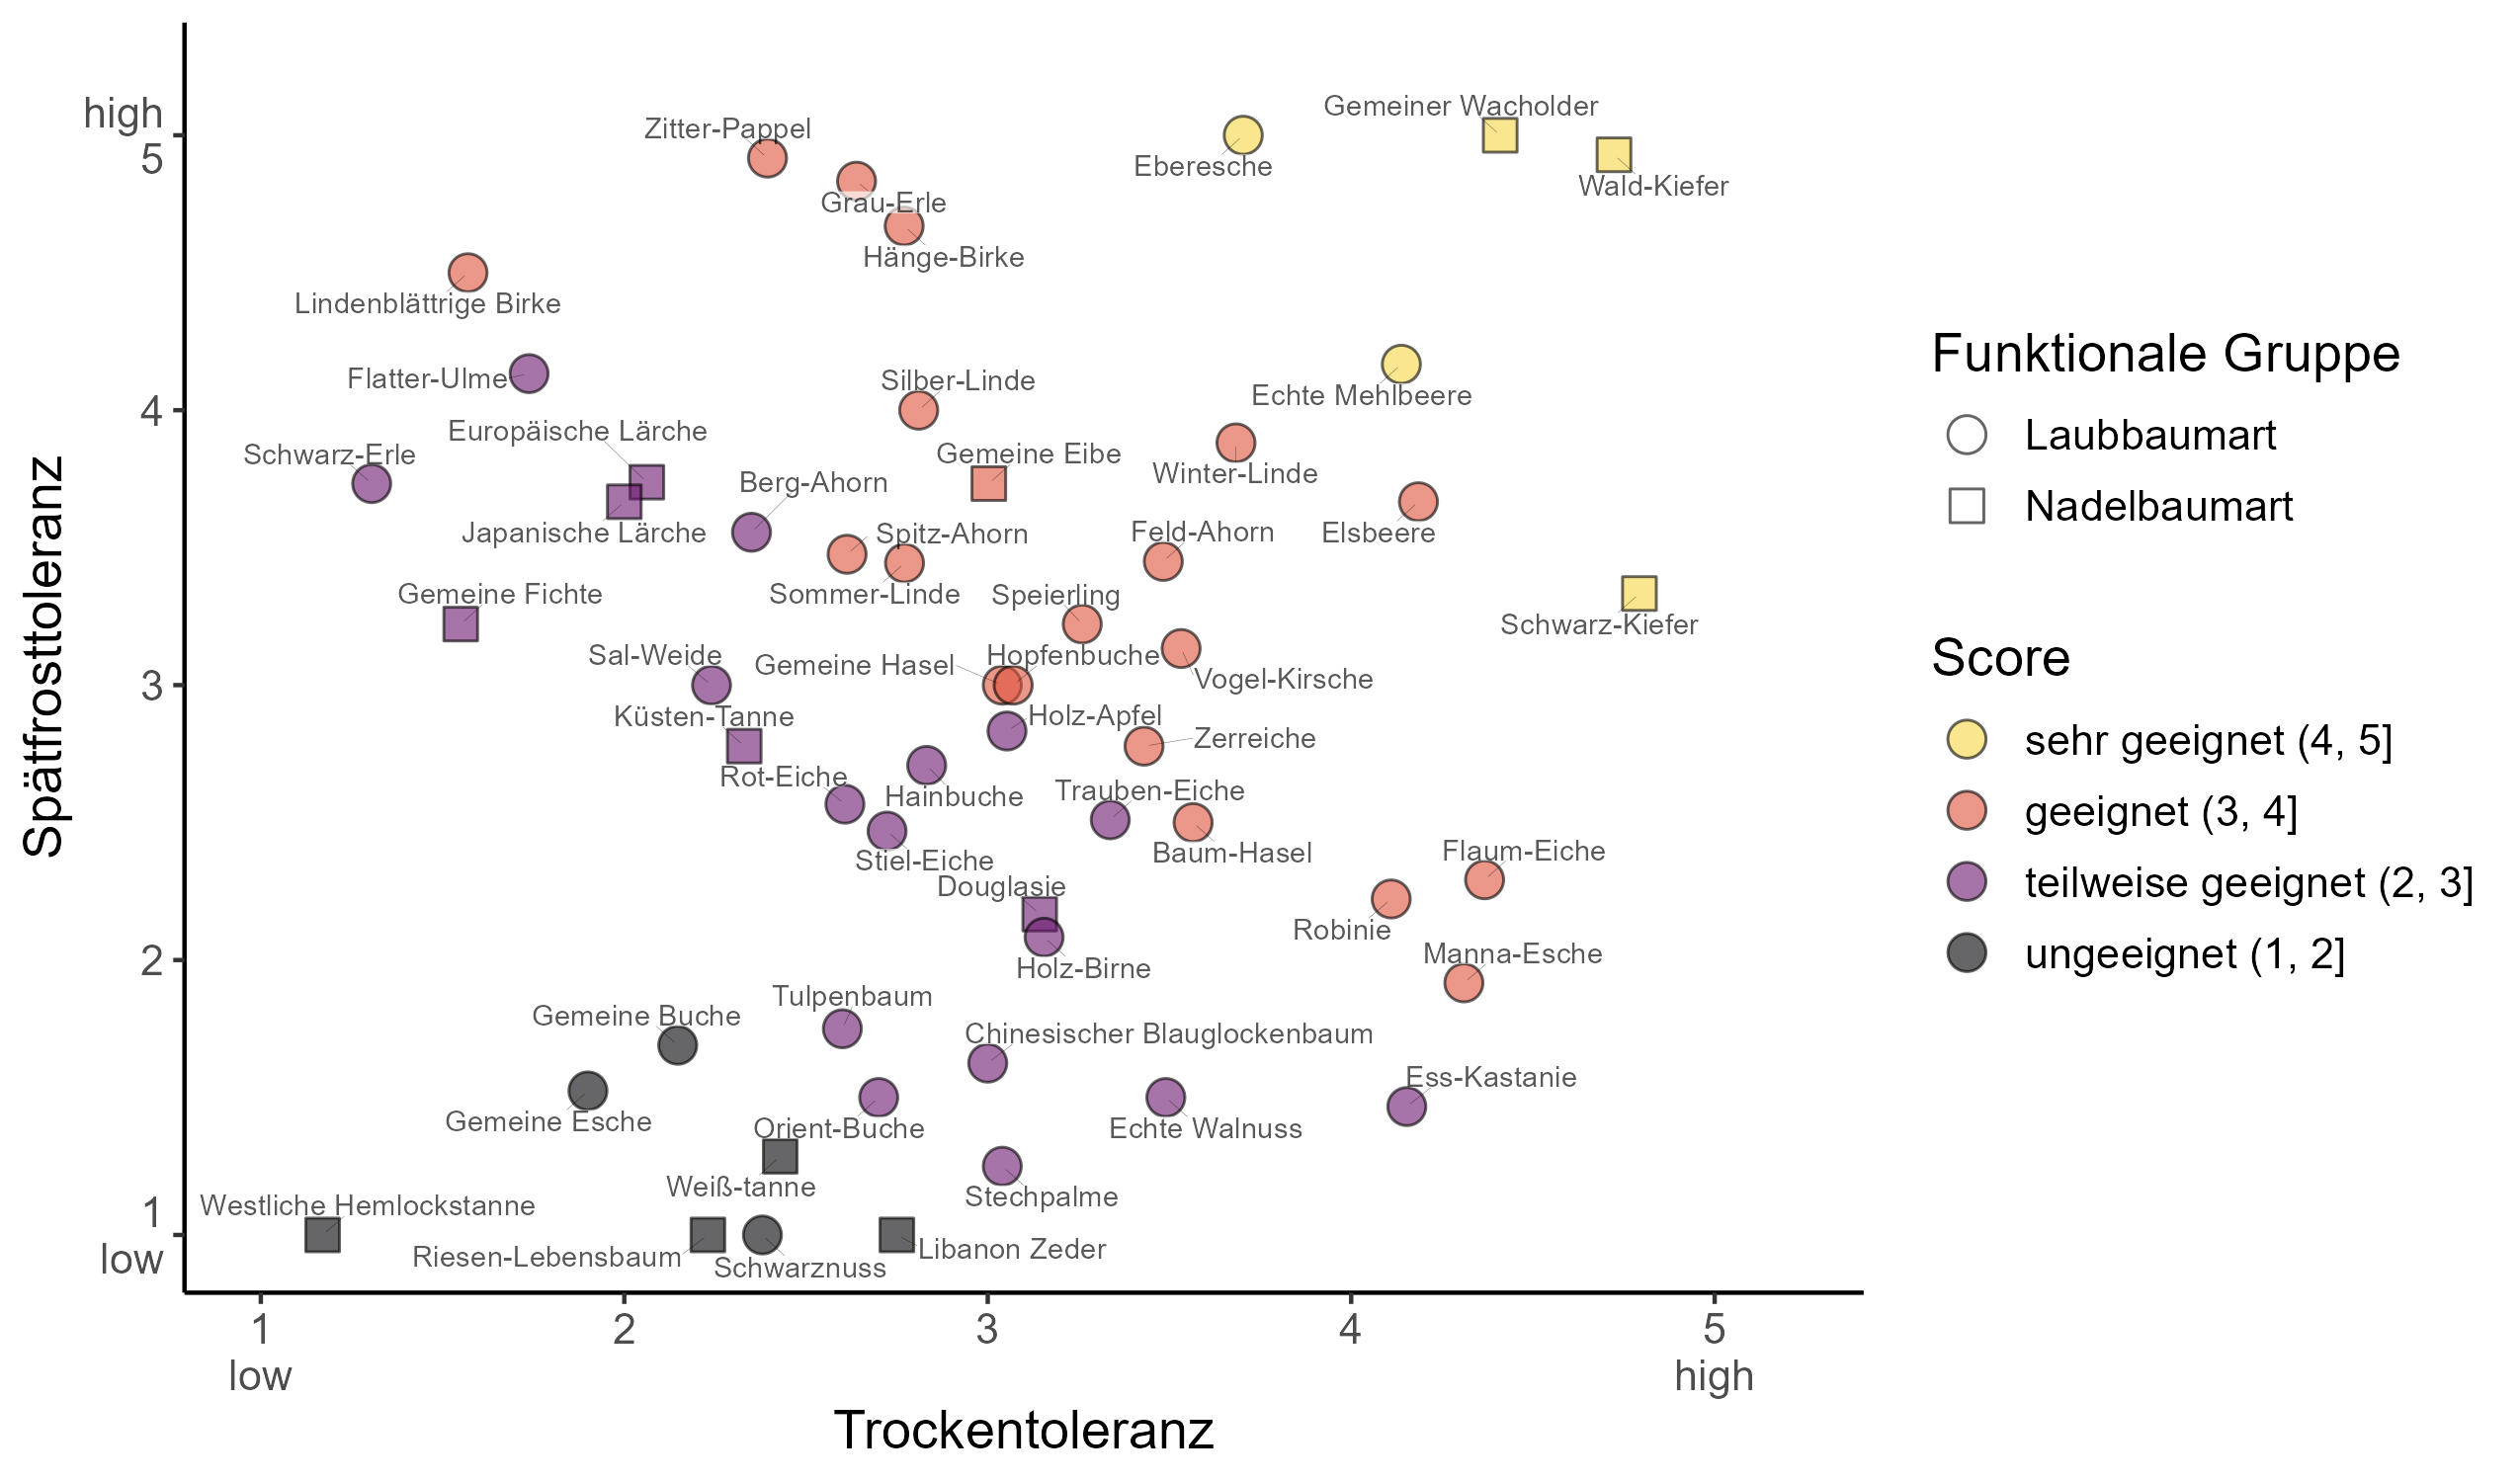 high
5
4
3
2
1
low
Spätfrosttoleranz
Zitter-Pappel
Grau-Erle
Hänge-Birke
Eberesche
Gemeiner Wacholder
Wald-Kiefer
Lindenblättrige Birke
Flatter-Ulme
Silber-Linde
Echte Mehlbeere
Europäische Lärche
Schwarz-Erle
Gemeine Eibe
Winter-Linde
Berg-Ahorn
Japanische Lärche
Spitz-Ahorn
Feld-Ahorn
Elsbeere
Gemeine Fichte
Sommer-Linde
Speierling
Schwarz-Kiefer
Sal-Weide
Gemeine Hasel
Hopfenbuche
Vogel-Kirsche
Küsten-Tanne
Holz-Apfel
Zerreiche
Rot-Eiche
Hainbuche
Trauben-Eiche
Stiel-Eiche
Baum-Hasel
Flaum-Eiche
Douglasie
Robinie
Holz-Birne
Manna-Esche
Tulpenbaum
Gemeine Buche
Chinesischer Blauglockenbaum
Ess-Kastanie
Gemeine Esche
Orient-Buche
Echte Walnuss
Weiß-tanne
Stechpalme
Westliche Hemlockstanne
Riesen-Lebensbaum
Schwarznuss
Libanon Zeder
1
low
2
3
4
5
high
Trockentoleranz
Funktionale Gruppe
Laubbaumart
Nadelbaumart
Score
sehr geeignet (4, 5]
geeignet (3, 4]
teilweise geeignet (2, 3]
ungeeignet (1, 2]